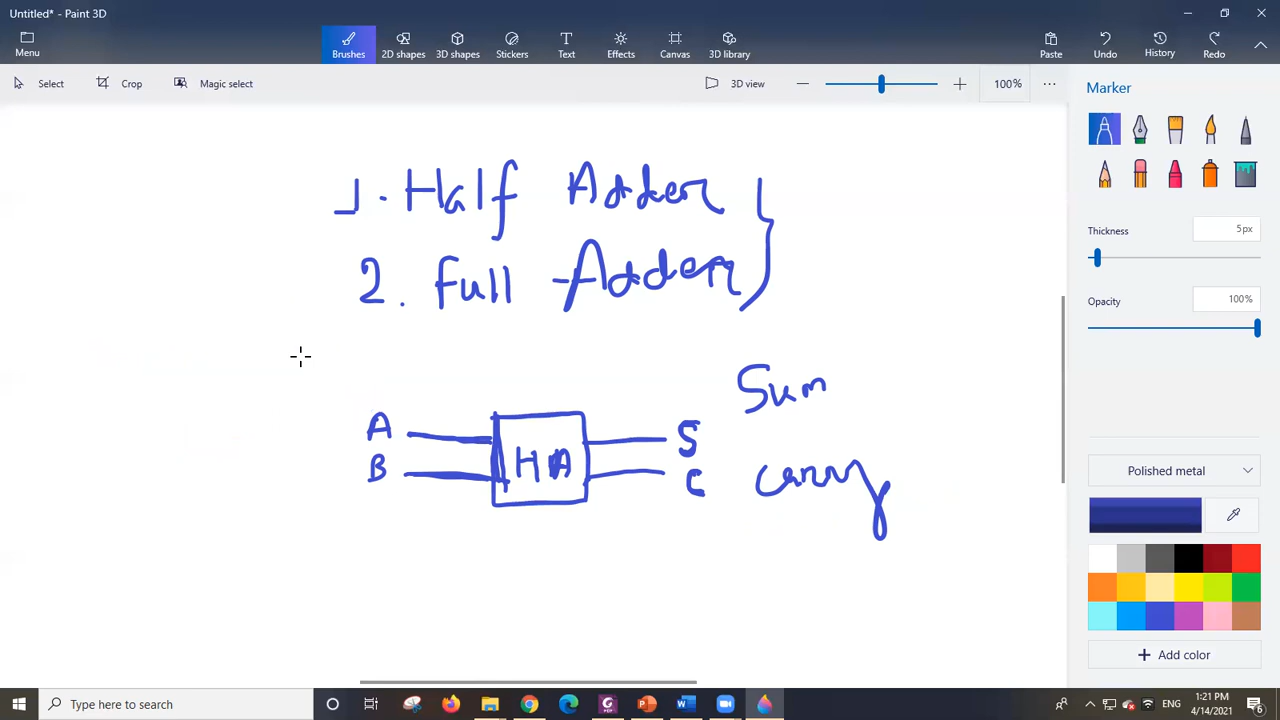 Untitled* - Paint 3D
Menu
Brushes
2D shapes
3D shapes
Stickers
Text
Effects
Canvas
3D library
Paste
Undo
History
Redo
Select
Crop
Magic select
3D view
100%
Marker
Thickness
5px
Opacity
100%
Polished metal
Add color
1. Half Adder
2. Full Adder
Sum
A
HA
S
B
C
carry
Type here to search
1:21 PM
4/14/2021
6